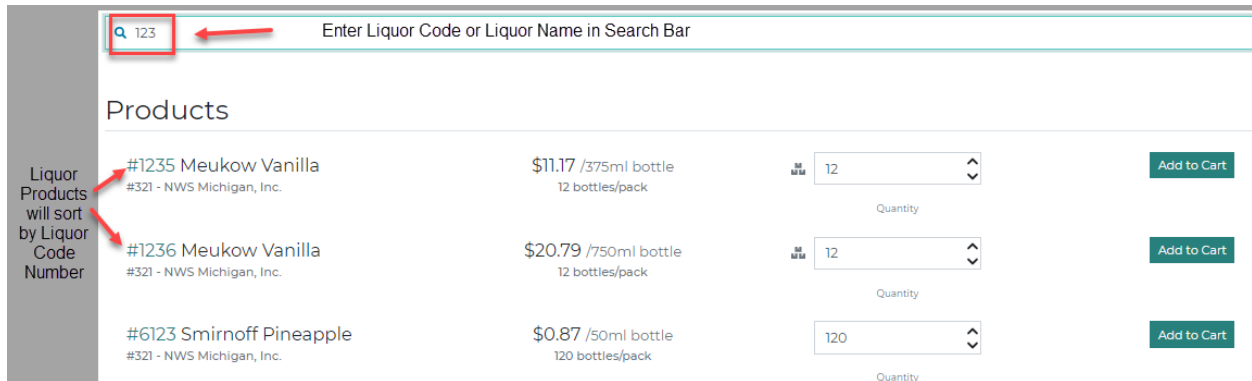 123
Enter Liquor Code or Liquor Name in Search Bar
Products
Liquor
Products
will sort
by Liquor
Code
Number
#1235 Meukow Vanilla
#321 - NWS Michigan, Inc.
$11.17 /375ml bottle
12 bottles/pack
12
Quantity
Add to Cart
#1236 Meukow Vanilla
#321 - NWS Michigan, Inc.
$20.79 /750ml bottle
12 bottles/pack
12
Quantity
Add to Cart
#6123 Smirnoff Pineapple
#321 - NWS Michigan, Inc.
$0.87 /50ml bottle
120 bottles/pack
120
Quantity
Add to Cart